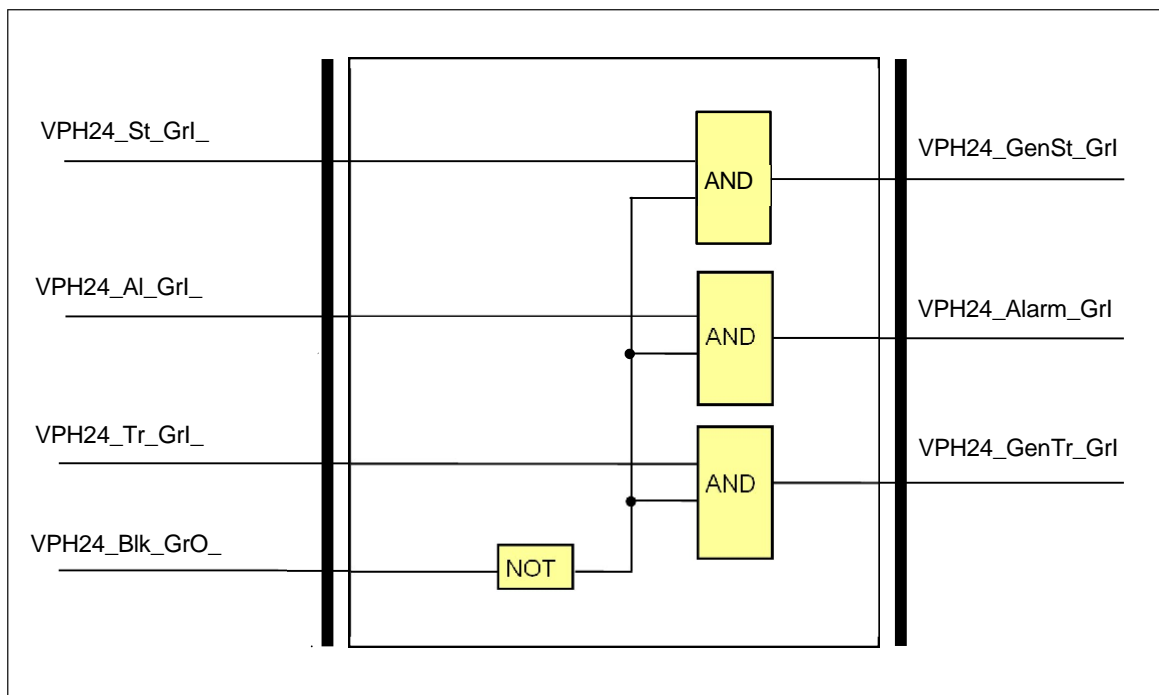 VPH24_St_GrI_
AND
VPH24_GenSt_GrI
VPH24_Al_GrI_
AND
VPH24_Alarm_GrI
VPH24_Tr_GrI_
AND
VPH24_GenTr_GrI
VPH24_Blk_GrO_
NOT